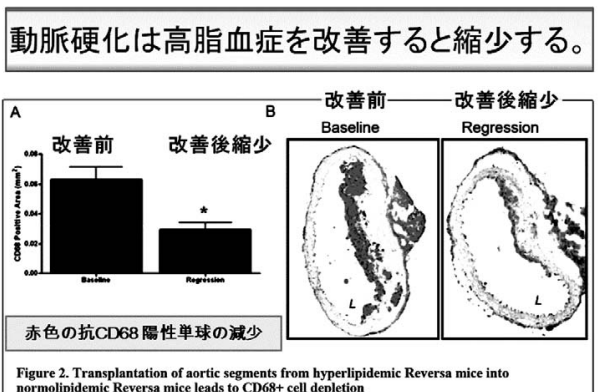 動脈硬化は高脂血症を改善すると縮少する。
A
改善前
改善後縮少
CD68 Positive Area (mm²)
0.08
0.06
0.04
0.02
0.00
*
Baseline
Regression
赤色の抗CD68 陽性単球の減少
B
改善前
改善後縮少
Baseline
Regression
L
L
Figure 2. Transplantation of aortic segments from hyperlipidemic Reversa mice into
normolipidemic Reversa mice leads to CD68+ cell depletion